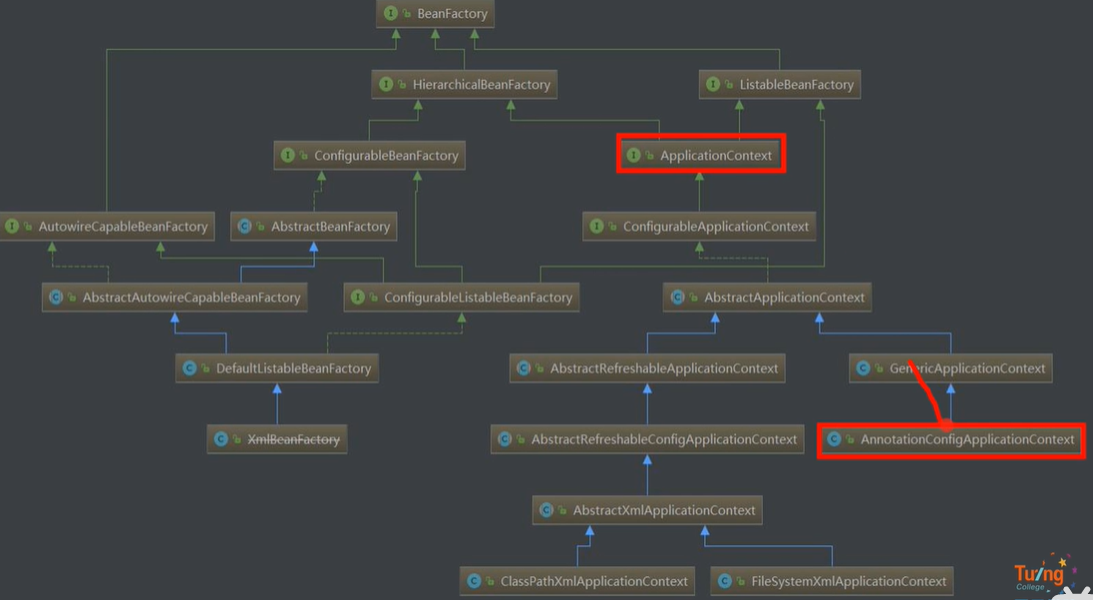 BeanFactory
HierarchicalBeanFactory
ListableBeanFactory
ConfigurableBeanFactory
ApplicationContext
AutowireCapableBeanFactory
AbstractBeanFactory
ConfigurableApplicationContext
AbstractAutowireCapableBeanFactory
ConfigurableListableBeanFactory
AbstractApplicationContext
DefaultListableBeanFactory
AbstractRefreshableApplicationContext
GenericApplicationContext
XmlBeanFactory
AbstractRefreshableConfigApplicationContext
AnnotationConfigApplicationContext
AbstractXmlApplicationContext
ClassPathXmlApplicationContext
FileSystemXmlApplicationContext
Turing
College